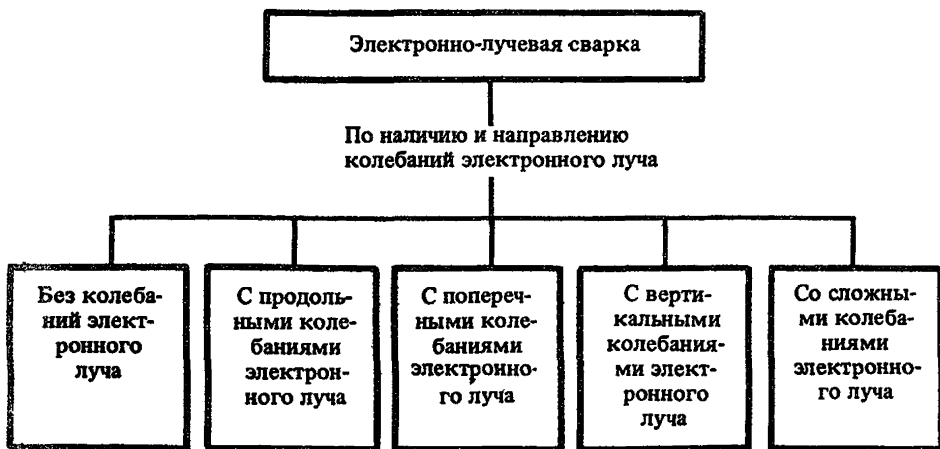 Электронно-лучевая сварка
По наличию и направлению
колебаний электронного луча
Без колеба-
ний элект-
ронного
луча
С продоль-
ными коле-
баниями
электрон-
ного луча
С попереч-
ными коле-
баниями
электронно-
го луча
С верти-
кальными
колебания-
ми элект-
ронного
луча
Со сложны-
ми колеба-
ниями
электронно-
го луча